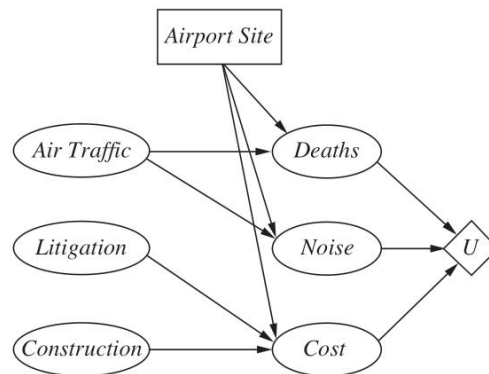 Airport Site
Air Traffic
Deaths
Litigation
Noise
U
Construction
Cost